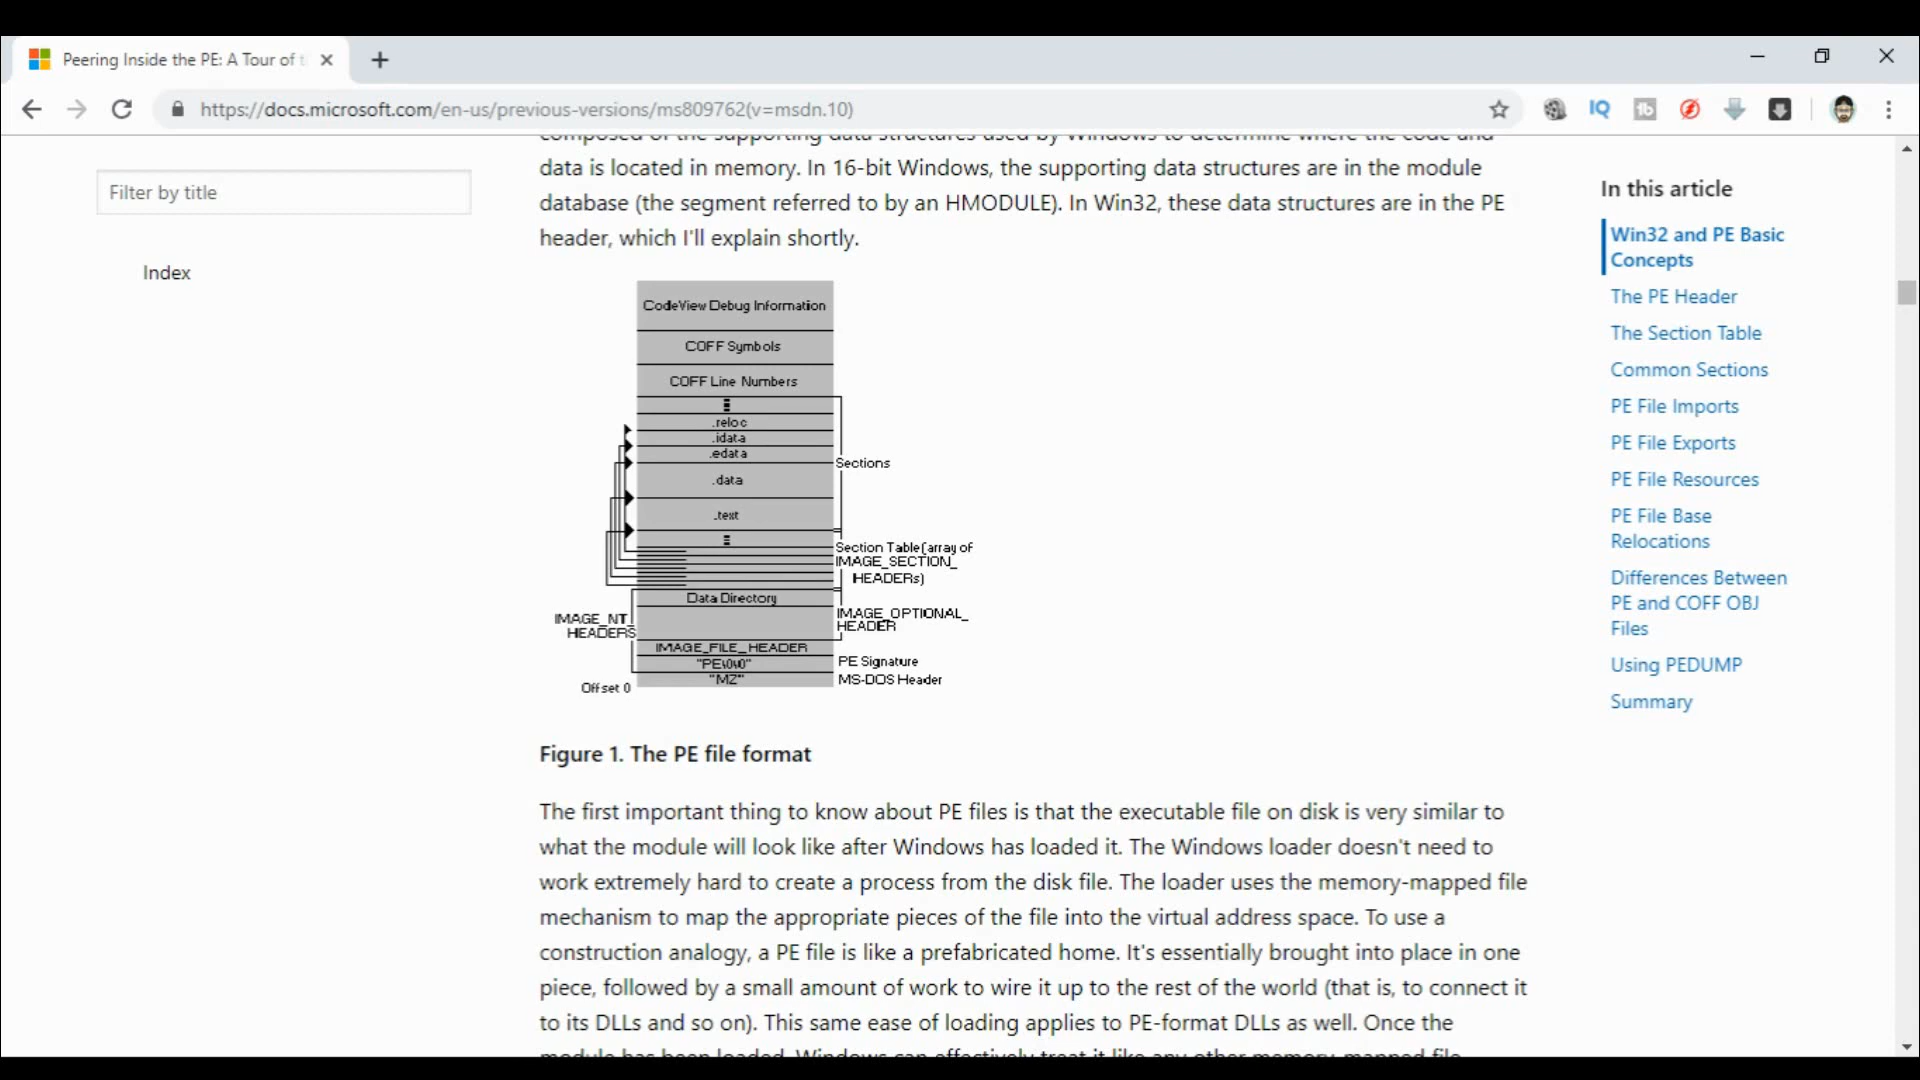 Peering Inside the PE: A Tour of t
https://docs.microsoft.com/en-us/previous-versions/ms809762(v=msdn.10)
IQ
Filter by title
Index
composed of the supporting data structures used by Windows to determine where the code and
data is located in memory. In 16-bit Windows, the supporting data structures are in the module
database (the segment referred to by an HMODULE). In Win32, these data structures are in the PE
header, which I'll explain shortly.
CodeView Debug Information
COFF Symbols
COFF Line Numbers
.reloc
.idata
.edata
.data
.text
Sections
Section Table(array of
IMAGE_SECTION_
HEADERs)
Data Directory
IMAGE_OPTIONAL_
HEADER
IMAGE_NT_
HEADERS
IMAGE_FILE_HEADER
"PE\0\0"
PE Signature
"MZ"
MS-DOS Header
Offset 0
Figure 1. The PE file format
The first important thing to know about PE files is that the executable file on disk is very similar to
what the module will look like after Windows has loaded it. The Windows loader doesn't need to
work extremely hard to create a process from the disk file. The loader uses the memory-mapped file
mechanism to map the appropriate pieces of the file into the virtual address space. To use a
construction analogy, a PE file is like a prefabricated home. It's essentially brought into place in one
piece, followed by a small amount of work to wire it up to the rest of the world (that is, to connect it
to its DLLs and so on). This same ease of loading applies to PE-format DLLs as well. Once the
module has been loaded, Windows can effectively treat it like any other memory-mapped file.
In this article
Win32 and PE Basic
Concepts
The PE Header
The Section Table
Common Sections
PE File Imports
PE File Exports
PE File Resources
PE File Base
Relocations
Differences Between
PE and COFF OBJ
Files
Using PEDUMP
Summary